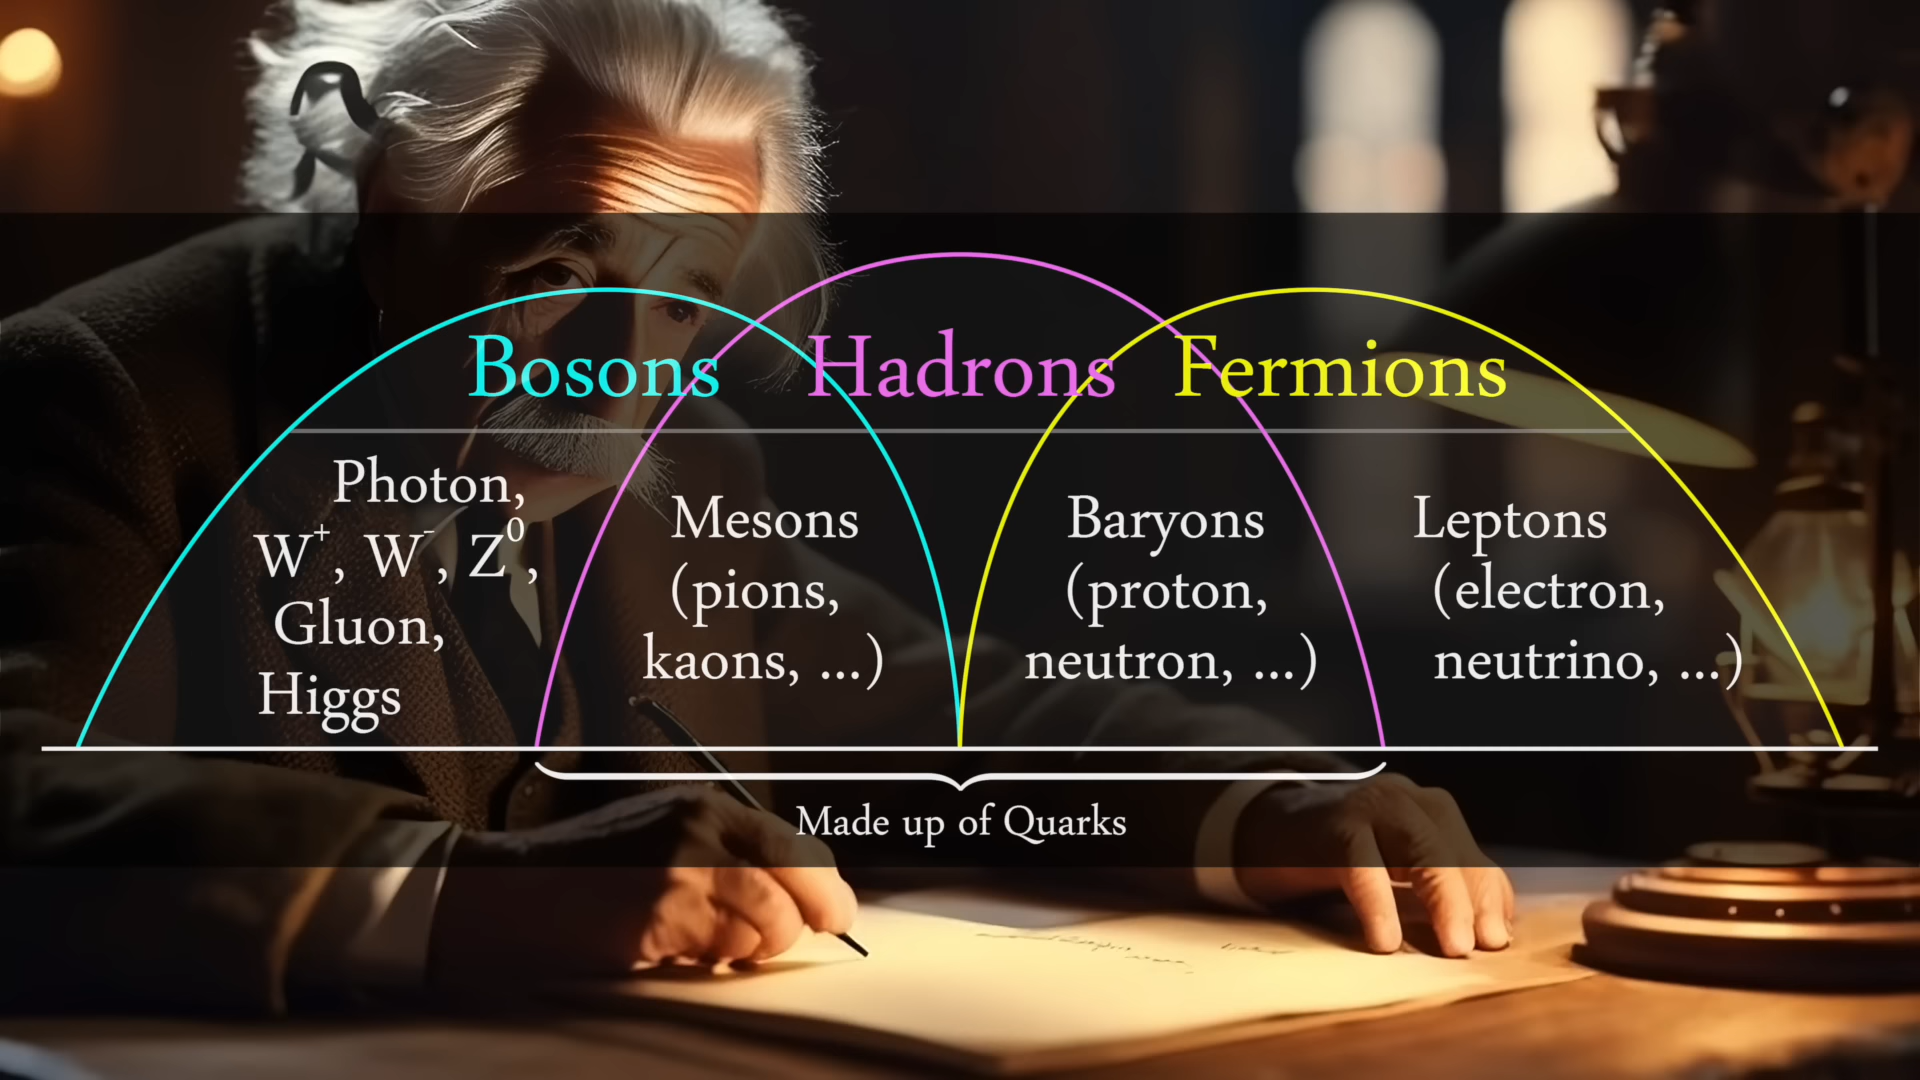 Bosons Hadrons Fermions
Photon,
W⁺, W⁻, Z⁰,
Gluon,
Higgs
Mesons
(pions,
kaons, ...)
Baryons
(proton,
neutron, ...)
Leptons
(electron,
neutrino, ...)
Made up of Quarks